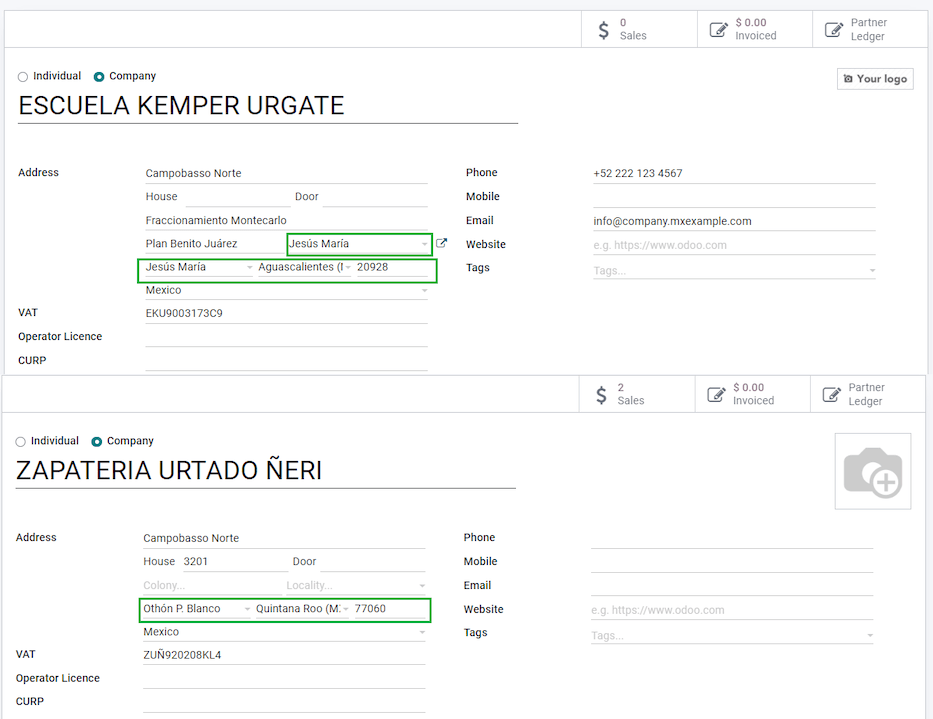 0 Sales
$ 0.00 Invoiced
Partner Ledger
Individual Company
Your logo
ESCUELA KEMPER URGATE
Address Campobasso Norte
House Door
Fraccionamiento Montecarlo
Plan Benito Juárez Jesús María
Jesús María Aguascalientes (
20928
Mexico
VAT EKU9003173C9
Operator Licence
CURP
Phone +52 222 123 4567
Mobile
Email info@company.mxexample.com
Website e.g. https://www.odoo.com
Tags Tags...
2 Sales
$ 0.00 Invoiced
Partner Ledger
Individual Company
ZAPATERIA URTADO ÑERI
Address Campobasso Norte
House 3201 Door
Colony... Locality...
Othón P. Blanco Quintana Roo (M
77060
Mexico
VAT ZUÑ920208KL4
Operator Licence
CURP
Phone
Mobile
Email
Website e.g. https://www.odoo.com
Tags Tags...